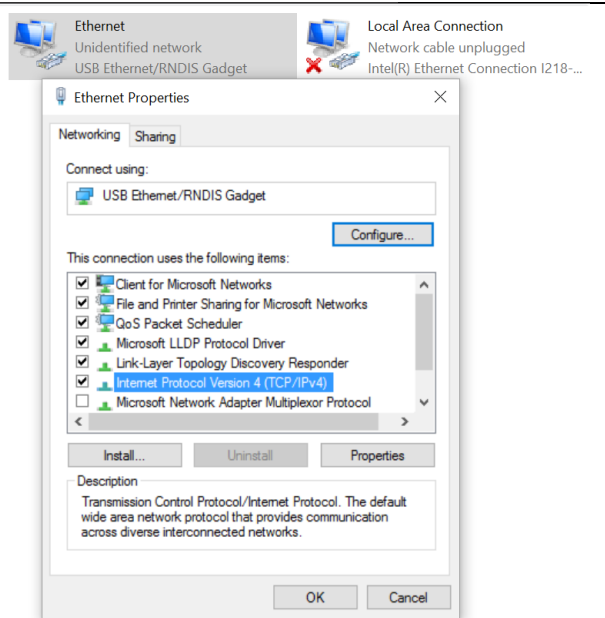 Ethernet
Unidentified network
USB Ethernet/RNDIS Gadget
Local Area Connection
Network cable unplugged
Intel(R) Ethernet Connection I218-...
Ethernet Properties
Networking
Sharing
Connect using:
USB Ethernet/RNDIS Gadget
Configure...
This connection uses the following items:
Client for Microsoft Networks
File and Printer Sharing for Microsoft Networks
QoS Packet Scheduler
Microsoft LLDP Protocol Driver
Link-Layer Topology Discovery Responder
Internet Protocol Version 4 (TCP/IPv4)
Microsoft Network Adapter Multiplexor Protocol
Install...
Uninstall
Properties
Description
Transmission Control Protocol/Internet Protocol. The default
wide area network protocol that provides communication
across diverse interconnected networks.
OK
Cancel